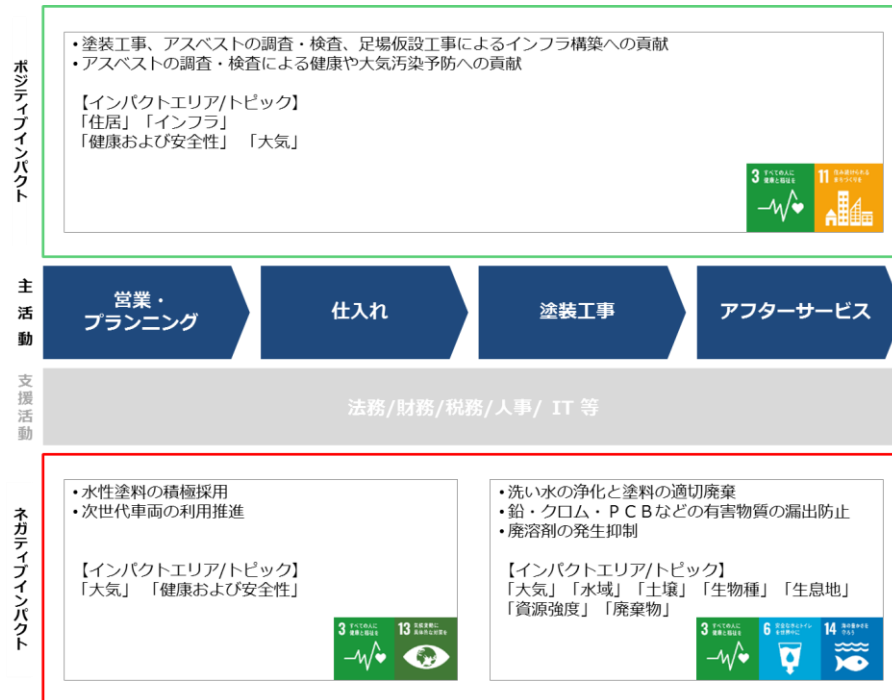 ポジティブインパクト
・塗装工事、アスベストの調査・検査、足場仮設工事によるインフラ構築への貢献
・アスベストの調査・検査による健康や大気汚染予防への貢献
【インパクトエリア/トピック】
「住居」「インフラ」
「健康および安全性」 「大気」
3 すべての人に
健康と福祉を
11 住み続けられる
まちづくりを
主活動
営業・
プランニング
仕入れ
塗装工事
アフターサービス
支援活動
法務/財務/税務/人事/ IT 等
ネガティブインパクト
・水性塗料の積極採用
・次世代車両の利用推進
【インパクトエリア/トピック】
「大気」 「健康および安全性」
3 すべての人に
健康と福祉を
13 気候変動に
具体的な対策を
・洗い水の浄化と塗料の適切廃棄
・鉛・クロム・ＰＣＢなどの有害物質の漏出防止
・廃溶剤の発生抑制
【インパクトエリア/トピック】
「大気」「水域」「土壌」「生物種」「生息地」
「資源強度」「廃棄物」
3 すべての人に
健康と福祉を
6 安全な水とトイレ
を世界中に
14 海の豊かさを
守ろう